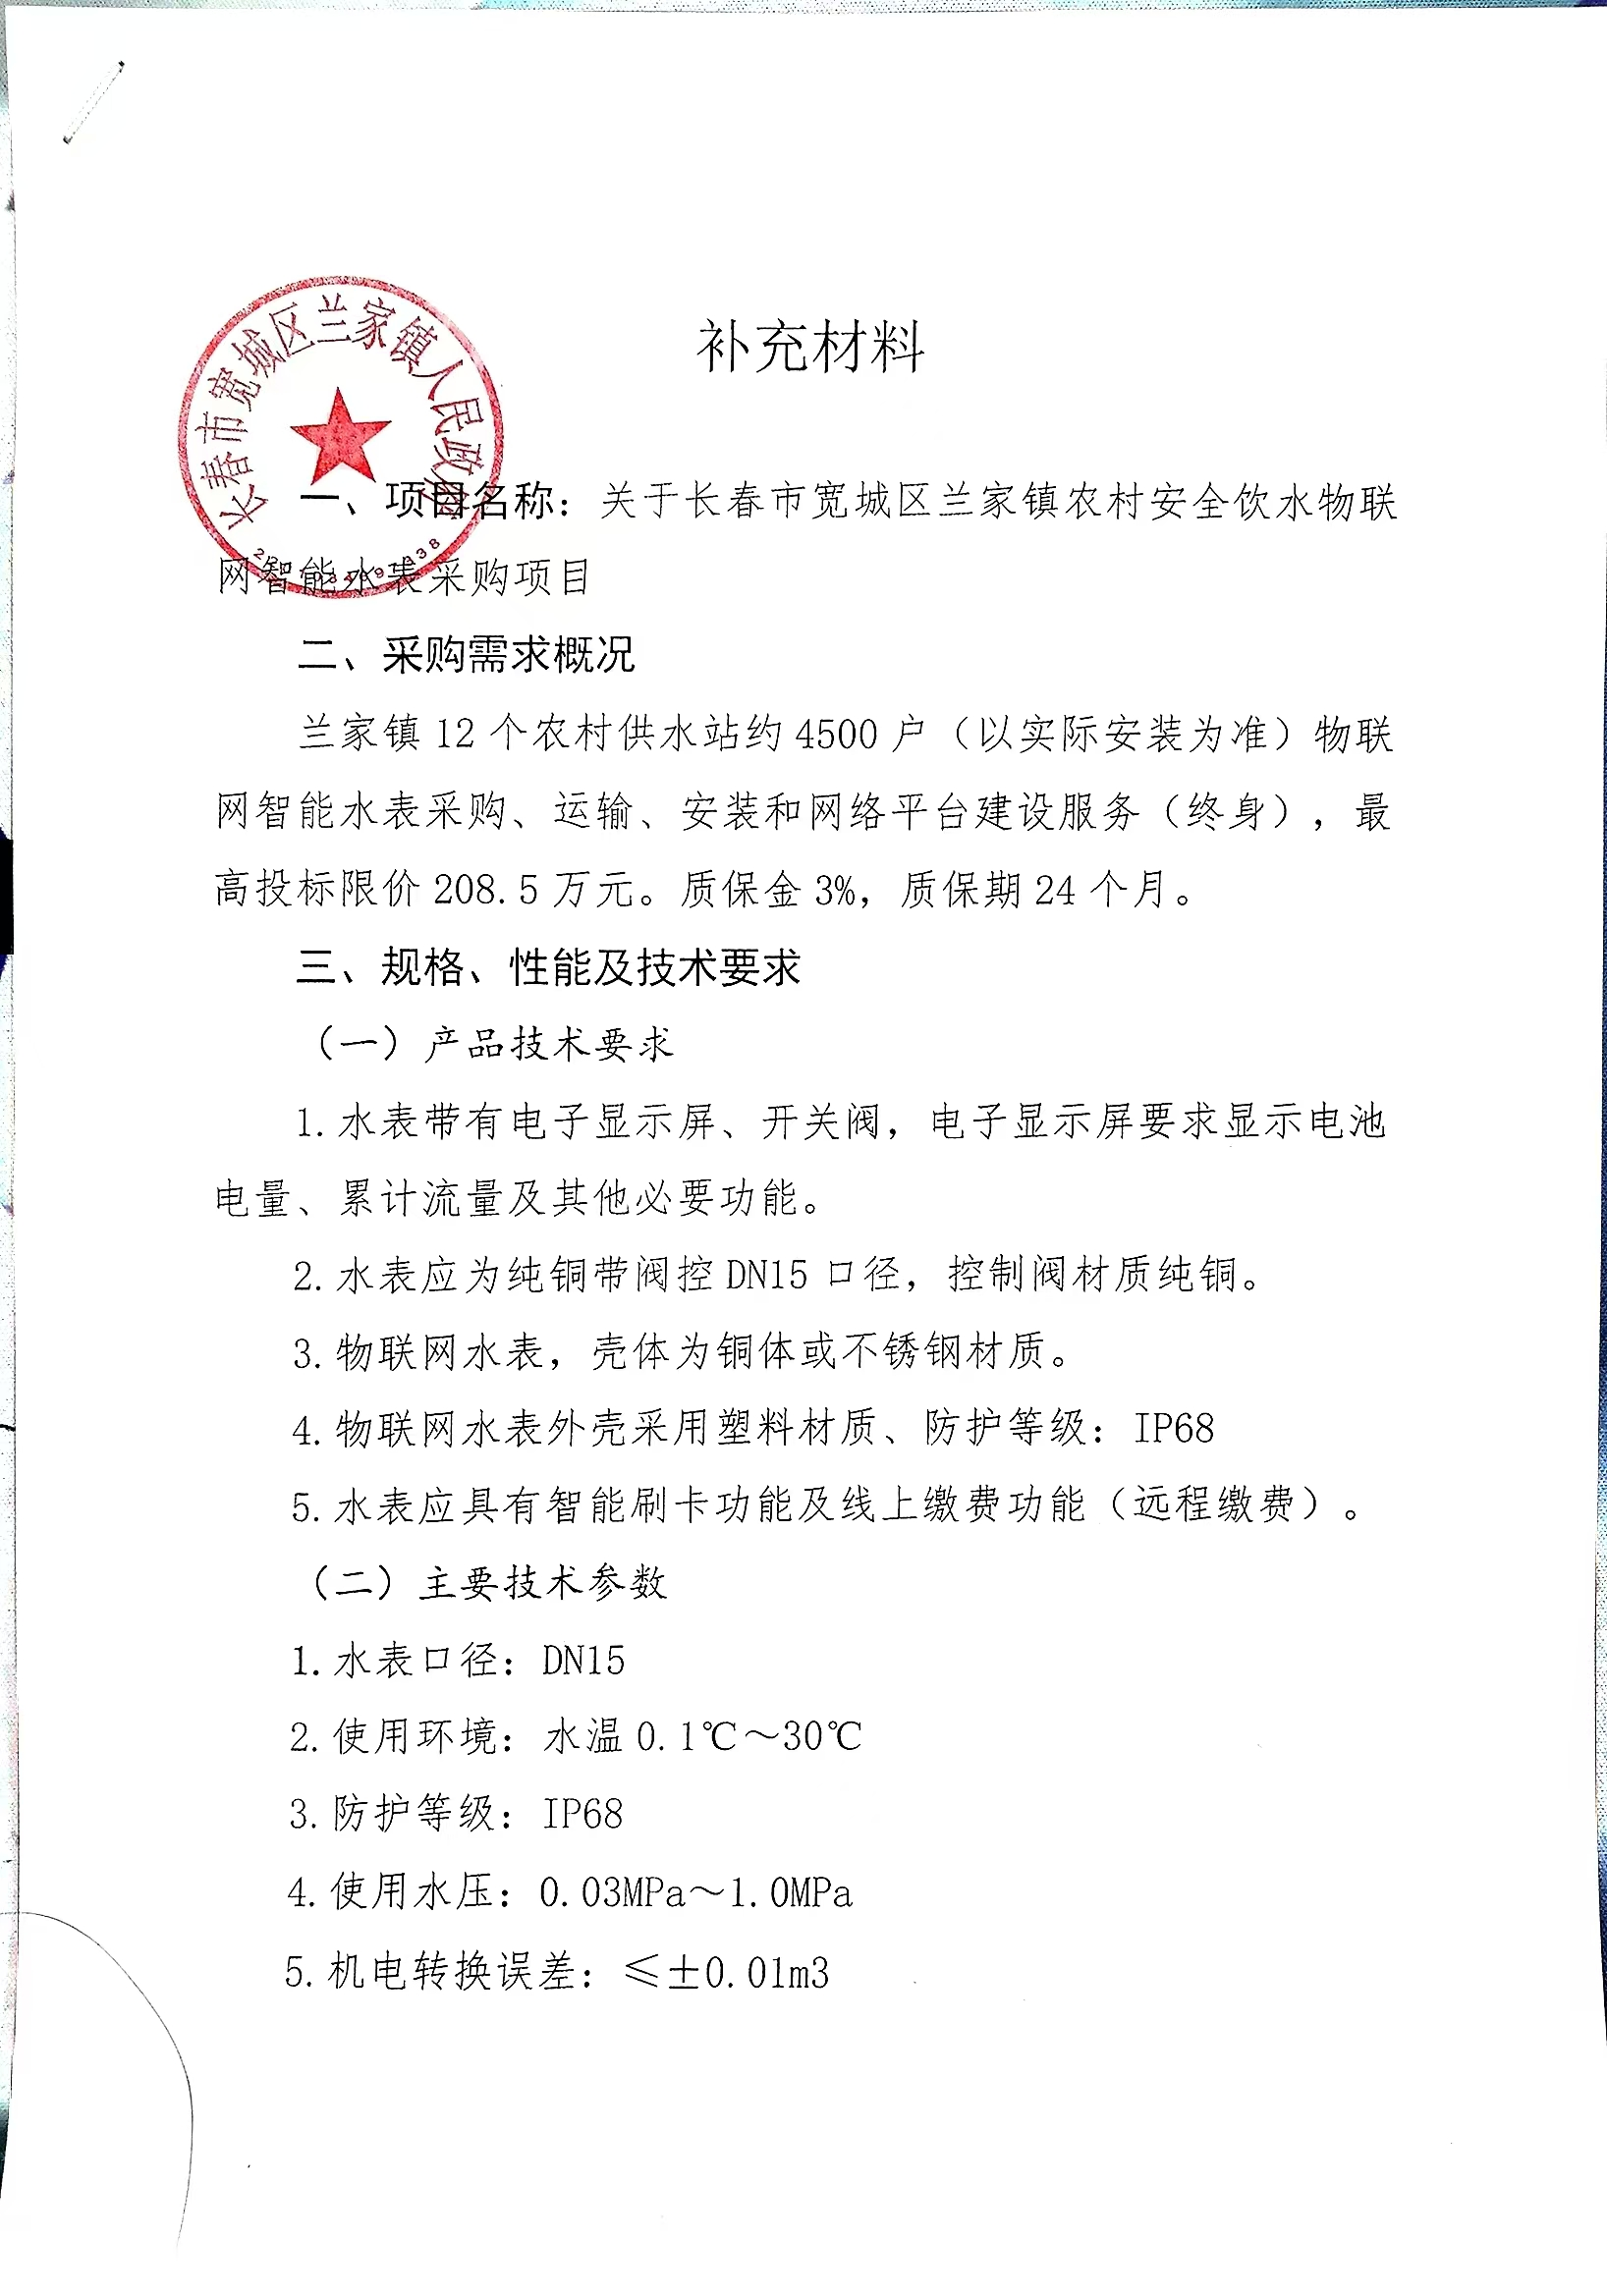 补充材料
长春市宽城区兰家镇人民政府
一、项目名称：关于长春市宽城区兰家镇农村安全饮水物联
网智能水表采购项目
二、采购需求概况
兰家镇12个农村供水站约4500户（以实际安装为准）物联
网智能水表采购、运输、安装和网络平台建设服务（终身），最
高投标限价208.5万元。质保金3%，质保期24个月。
三、规格、性能及技术要求
（一）产品技术要求
1.水表带有电子显示屏、开关阀，电子显示屏要求显示电池
电量、累计流量及其他必要功能。
2.水表应为纯铜带阀控DN15口径，控制阀材质纯铜。
3.物联网水表，壳体为铜体或不锈钢材质。
4.物联网水表外壳采用塑料材质、防护等级：IP68
5.水表应具有智能刷卡功能及线上缴费功能（远程缴费）。
（二）主要技术参数
1.水表口径：DN15
2.使用环境：水温0.1℃～30℃
3.防护等级：IP68
4.使用水压：0.03MPa～1.0MPa
5.机电转换误差：≤±0.01m3